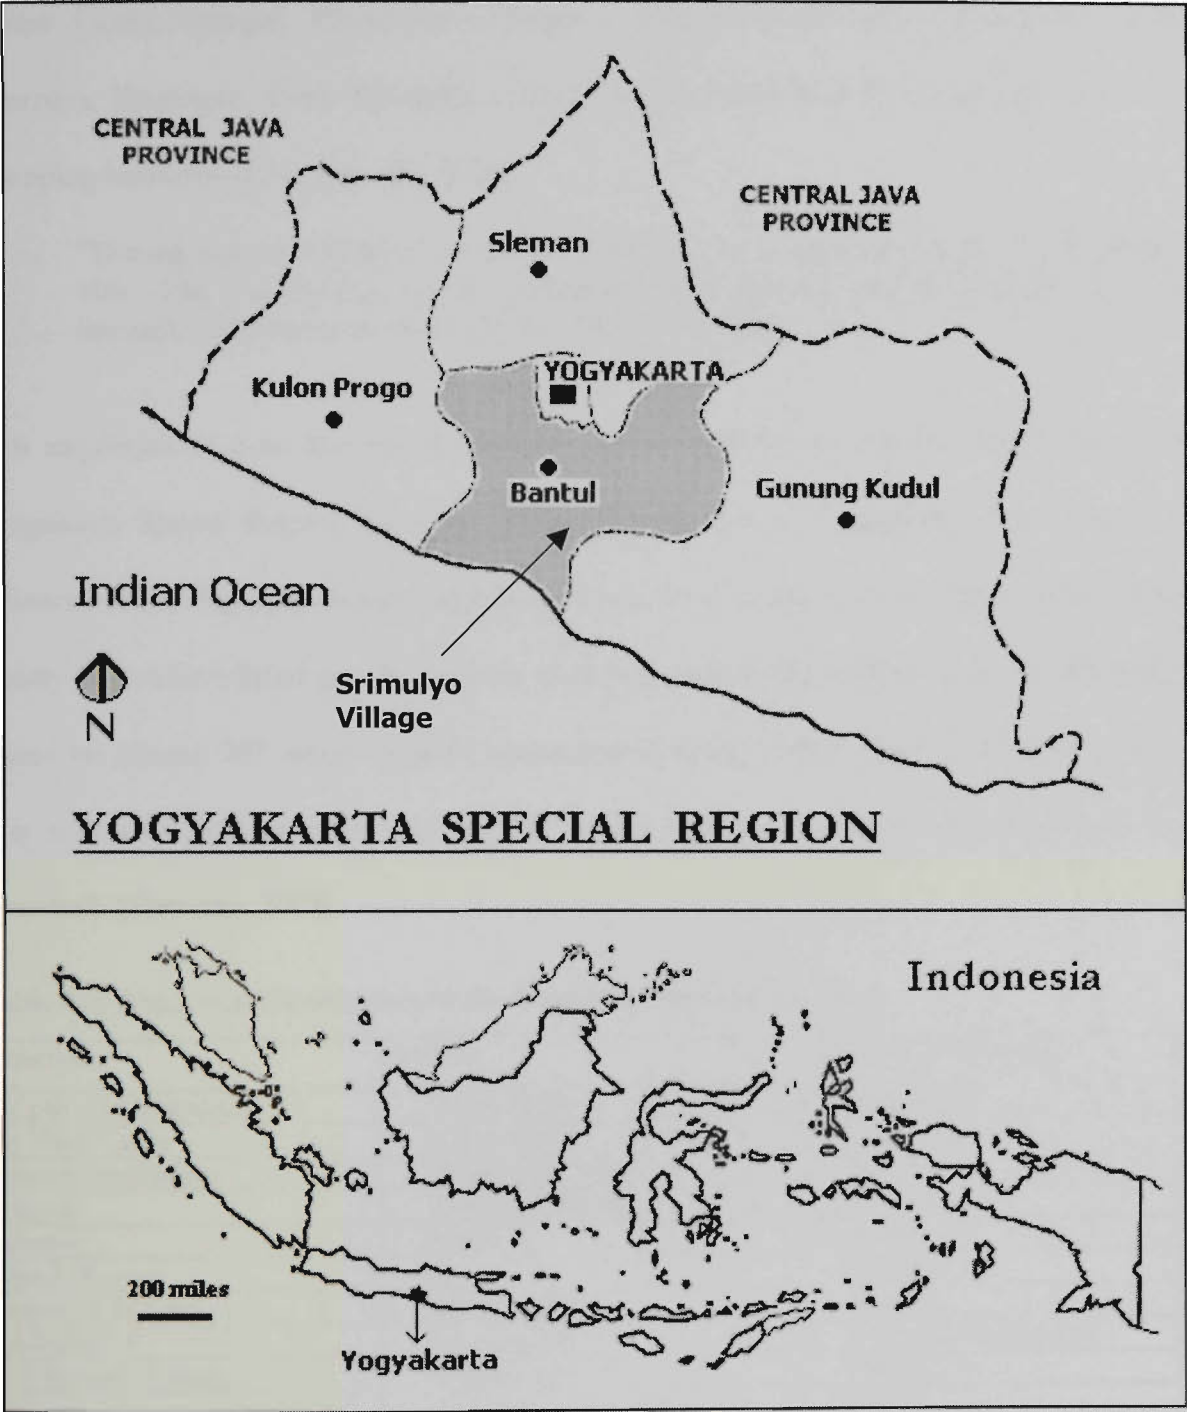 CENTRAL JAVA
PROVINCE
CENTRAL JAVA
PROVINCE
Sleman
YOGYAKARTA
Kulon Progo
Bantul
Gunung Kudul
Indian Ocean
Srimulyo
Village
N
YOGYAKARTA SPECIAL REGION
Indonesia
200 miles
Yogyakarta